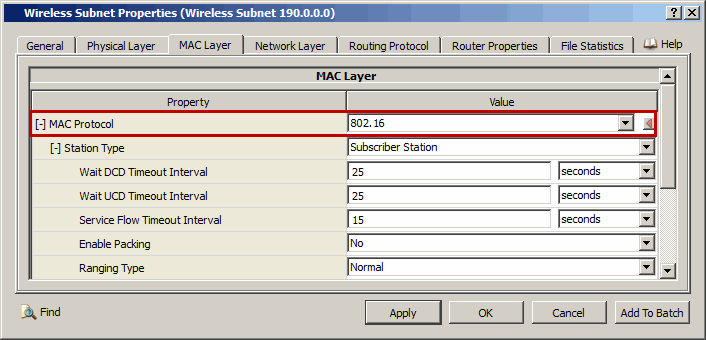 Wireless Subnet Properties (Wireless Subnet 190.0.0.0)
General Physical Layer MAC Layer Network Layer Routing Protocol Router Properties File Statistics Help
MAC Layer
Property Value
[-] MAC Protocol 802.16
[-] Station Type Subscriber Station
Wait DCD Timeout Interval 25 seconds
Wait UCD Timeout Interval 25 seconds
Service Flow Timeout Interval 15 seconds
Enable Packing No
Ranging Type Normal
Find Apply OK Cancel Add To Batch